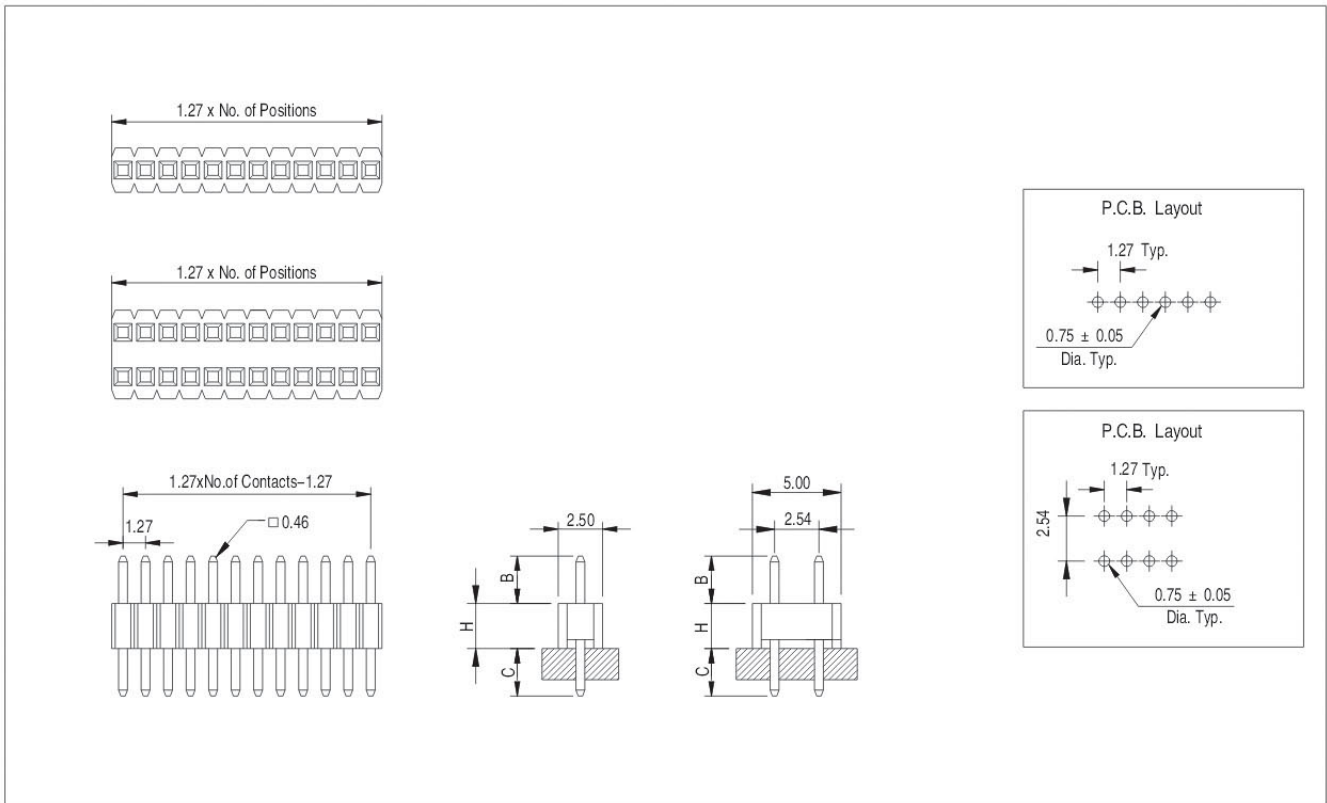 1.27 x No. of Positions
1.27 x No. of Positions
1.27xNo.of Contacts-1.27
1.27
□ 0.46
2.50
B
H
C
5.00
2.54
B
H
C
P.C.B. Layout
1.27 Typ.
0.75 ± 0.05
Dia. Typ.
P.C.B. Layout
1.27 Typ.
2.54
0.75 ± 0.05
Dia. Typ.